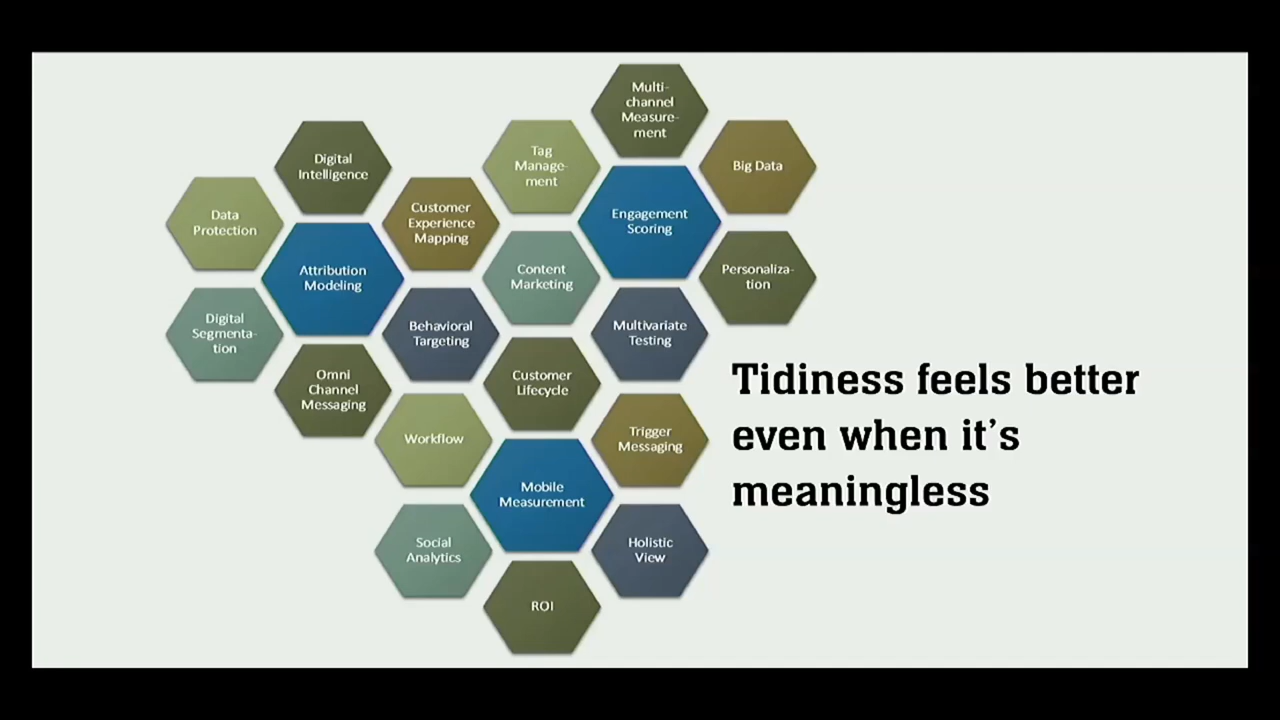 Multi-
channel
Measure-
ment
Digital
Intelligence
Tag
Manage-
ment
Big Data
Data
Protection
Customer
Experience
Mapping
Engagement
Scoring
Attribution
Modeling
Content
Marketing
Personaliza-
tion
Digital
Segmenta-
tion
Behavioral
Targeting
Multivariate
Testing
Omni
Channel
Messaging
Customer
Lifecycle
Tidiness feels better
even when it’s
meaningless
Workflow
Trigger
Messaging
Mobile
Measurement
Social
Analytics
Holistic
View
ROI